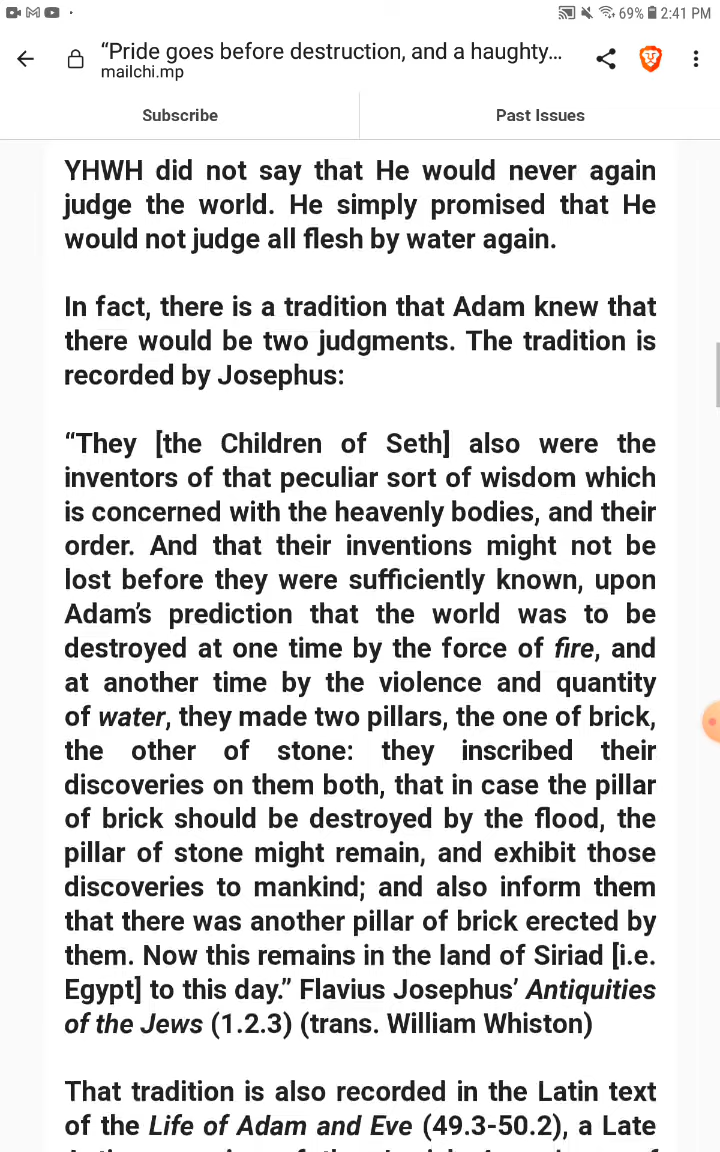 69% 2:41 PM
“Pride goes before destruction, and a haughty...
mailchi.mp
Subscribe
Past Issues
YHWH did not say that He would never again
judge the world. He simply promised that He
would not judge all flesh by water again.
In fact, there is a tradition that Adam knew that
there would be two judgments. The tradition is
recorded by Josephus:
“They [the Children of Seth] also were the
inventors of that peculiar sort of wisdom which
is concerned with the heavenly bodies, and their
order. And that their inventions might not be
lost before they were sufficiently known, upon
Adam’s prediction that the world was to be
destroyed at one time by the force of fire, and
at another time by the violence and quantity
of water, they made two pillars, the one of brick,
the other of stone: they inscribed their
discoveries on them both, that in case the pillar
of brick should be destroyed by the flood, the
pillar of stone might remain, and exhibit those
discoveries to mankind; and also inform them
that there was another pillar of brick erected by
them. Now this remains in the land of Siriad [i.e.
Egypt] to this day.” Flavius Josephus’ Antiquities
of the Jews (1.2.3) (trans. William Whiston)
That tradition is also recorded in the Latin text
of the Life of Adam and Eve (49.3-50.2), a Late